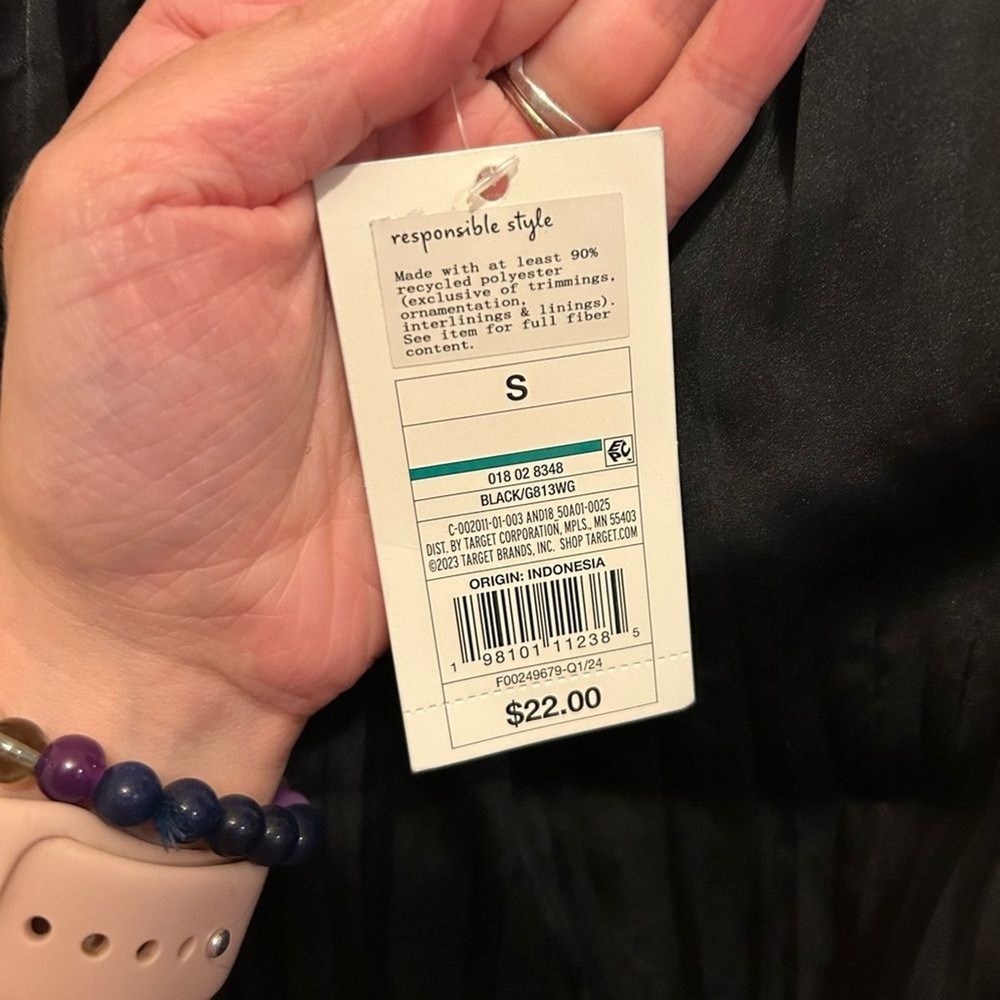 responsible style
Made with at least 90%
recycled polyester
(exclusive of trimmings,
ornamentation,
interlinings & linings).
See item for full fiber
content.
S
EPC
018 02 8348
BLACK/G813WG
C-002011-01-003 AND18_50A01-0025
DIST. BY TARGET CORPORATION, MPLS., MN 55403
©2023 TARGET BRANDS, INC. SHOP TARGET.COM
ORIGIN: INDONESIA
1 98101 11238 5
F00249679-Q1/24
$22.00